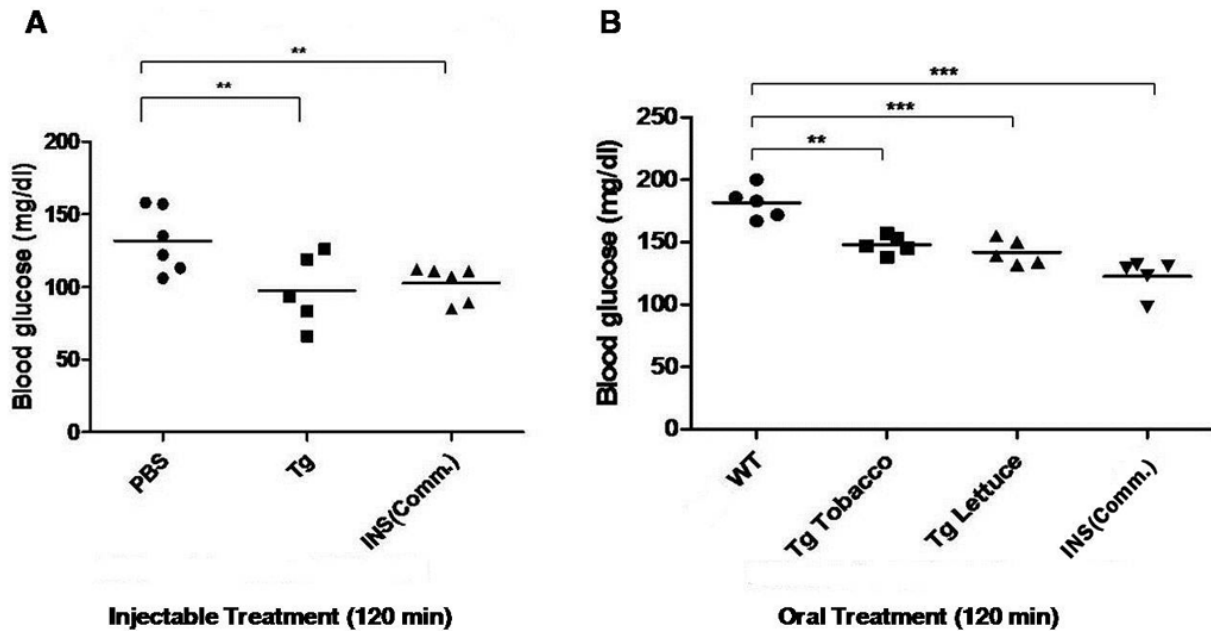 A
**
**
Blood glucose (mg/dl)
200
150
100
50
0
PBS
Tg
INS(Comm.)
Injectable Treatment (120 min)
B
***
***
**
Blood glucose (mg/dl)
250
200
150
100
50
0
WT
Tg Tobacco
Tg Lettuce
INS(Comm.)
Oral Treatment (120 min)